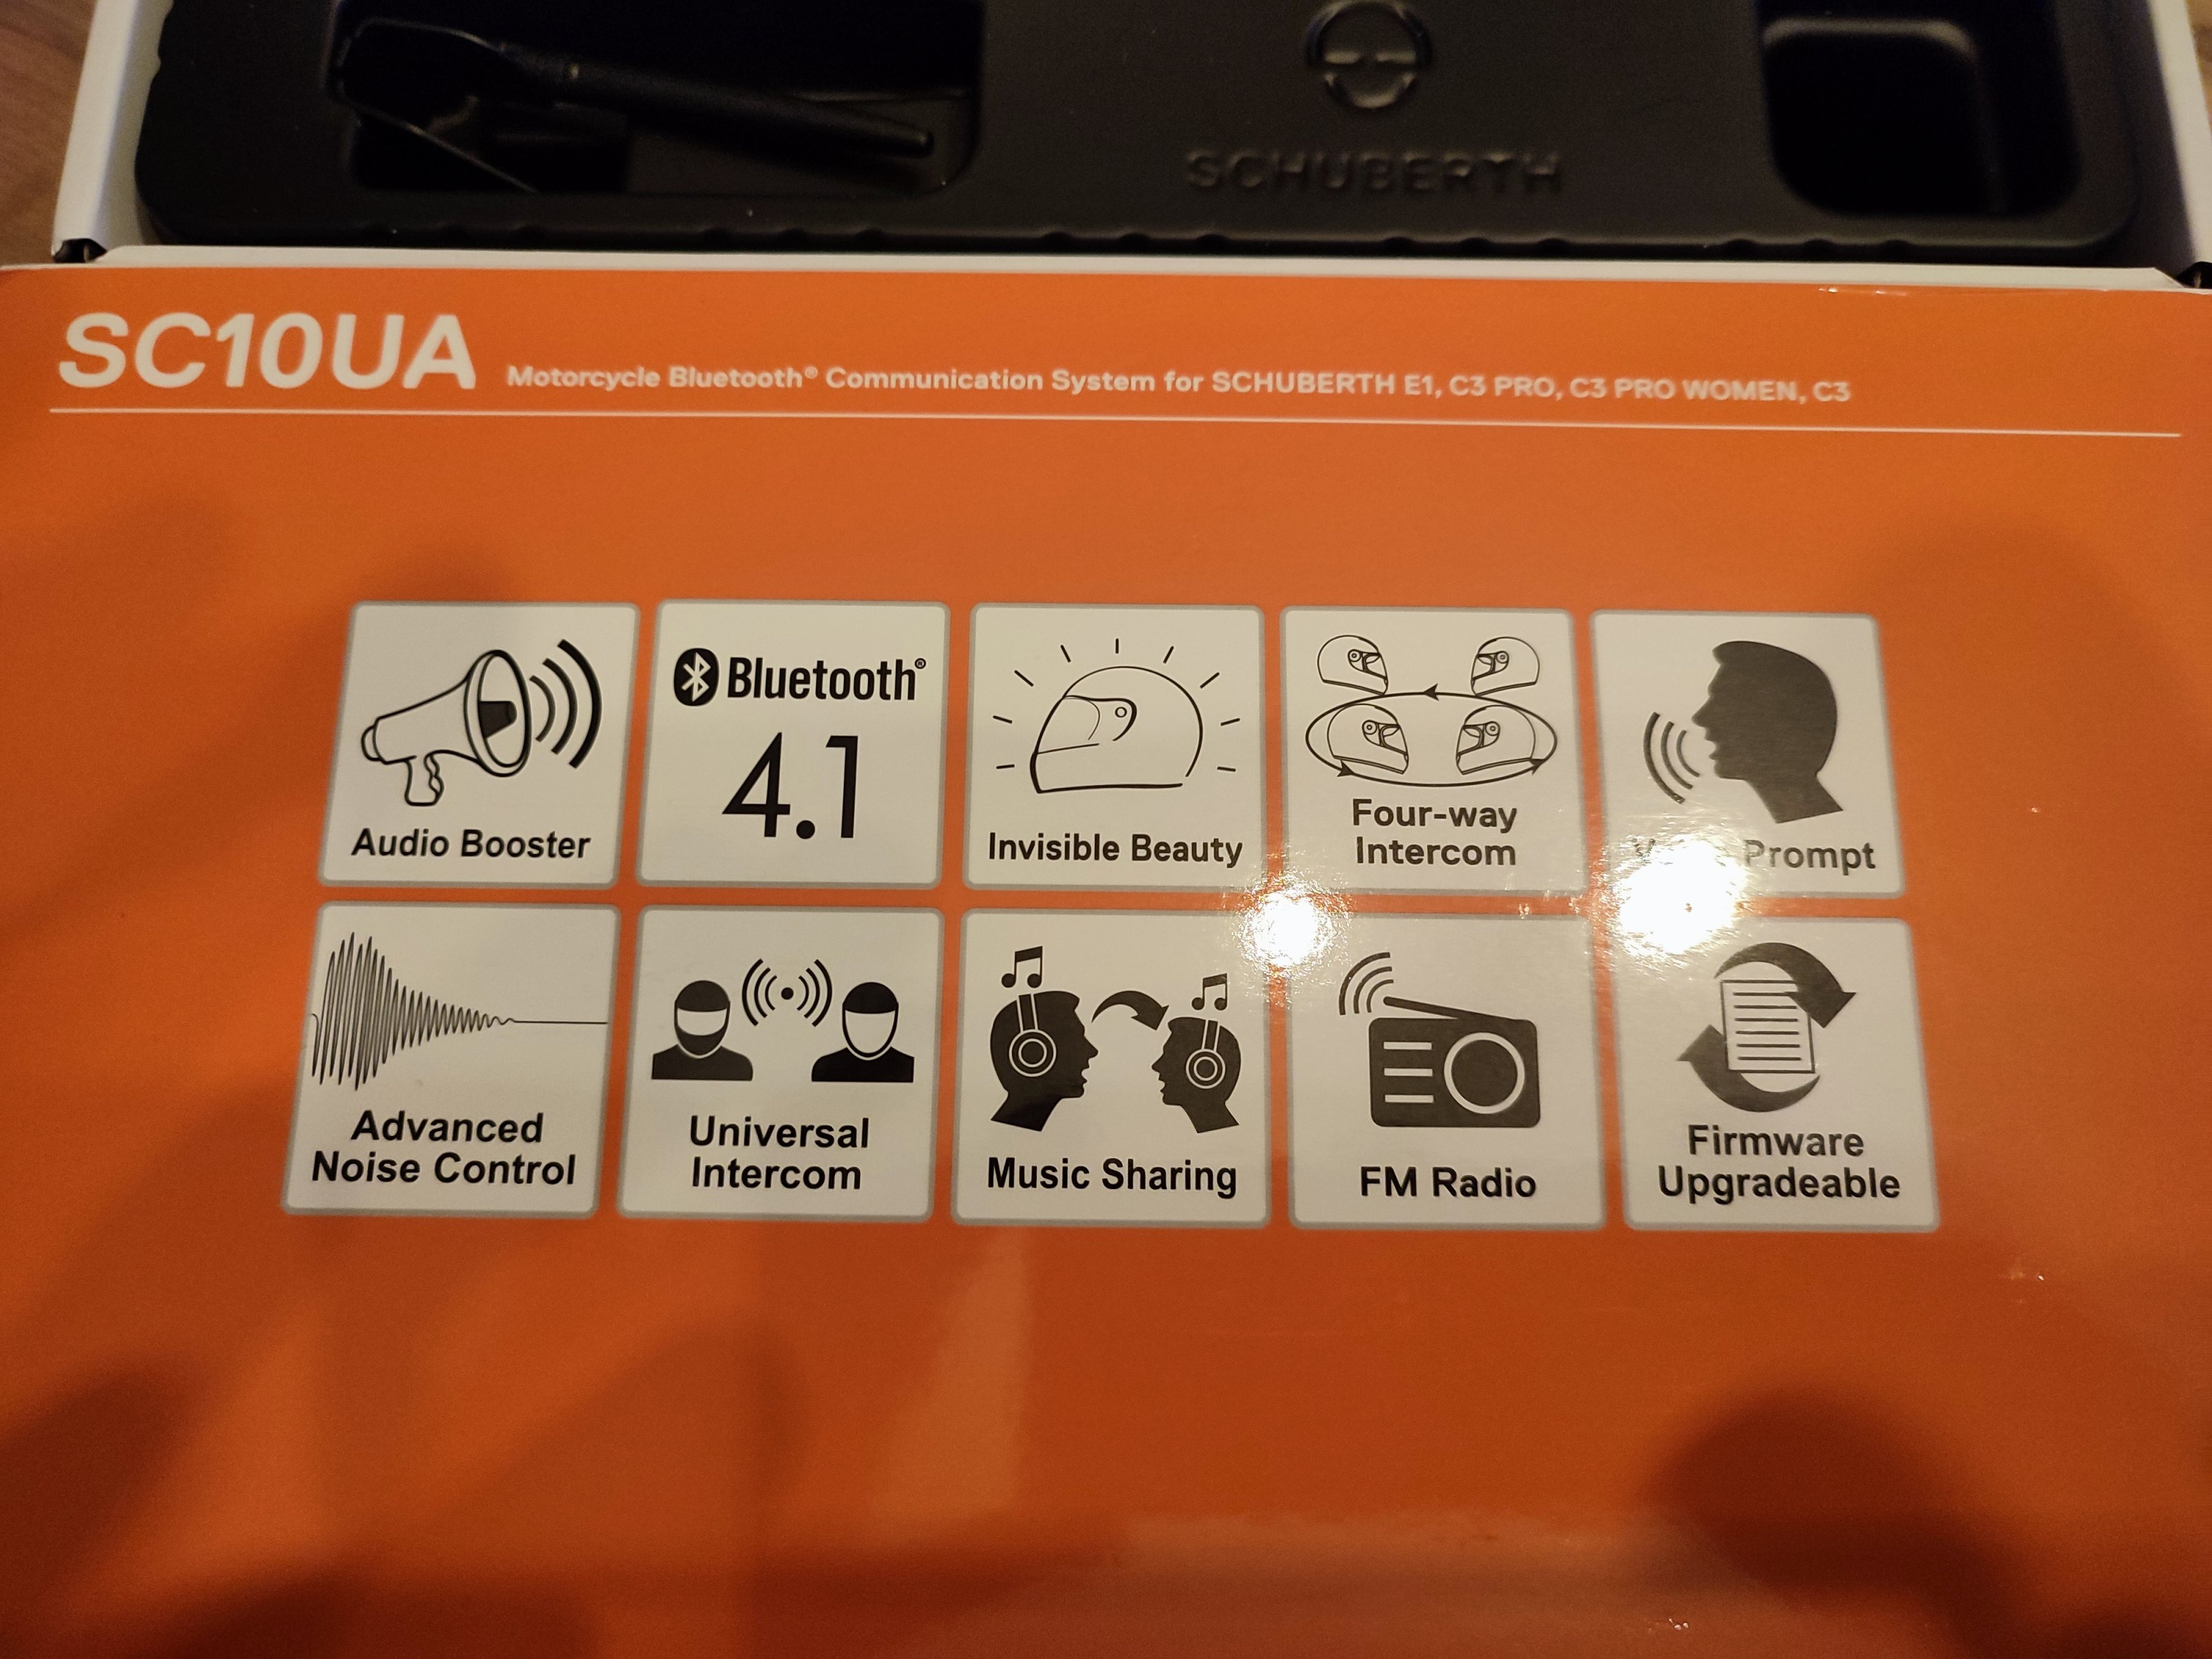 SCHUBERTH
SC10UA
Motorcycle Bluetooth® Communication System for SCHUBERTH E1, C3 PRO, C3 PRO WOMEN, C3
Audio Booster
Bluetooth®
4.1
Invisible Beauty
Four-way
Intercom
Prompt
Advanced
Noise Control
Universal
Intercom
Music Sharing
FM Radio
Firmware
Upgradeable